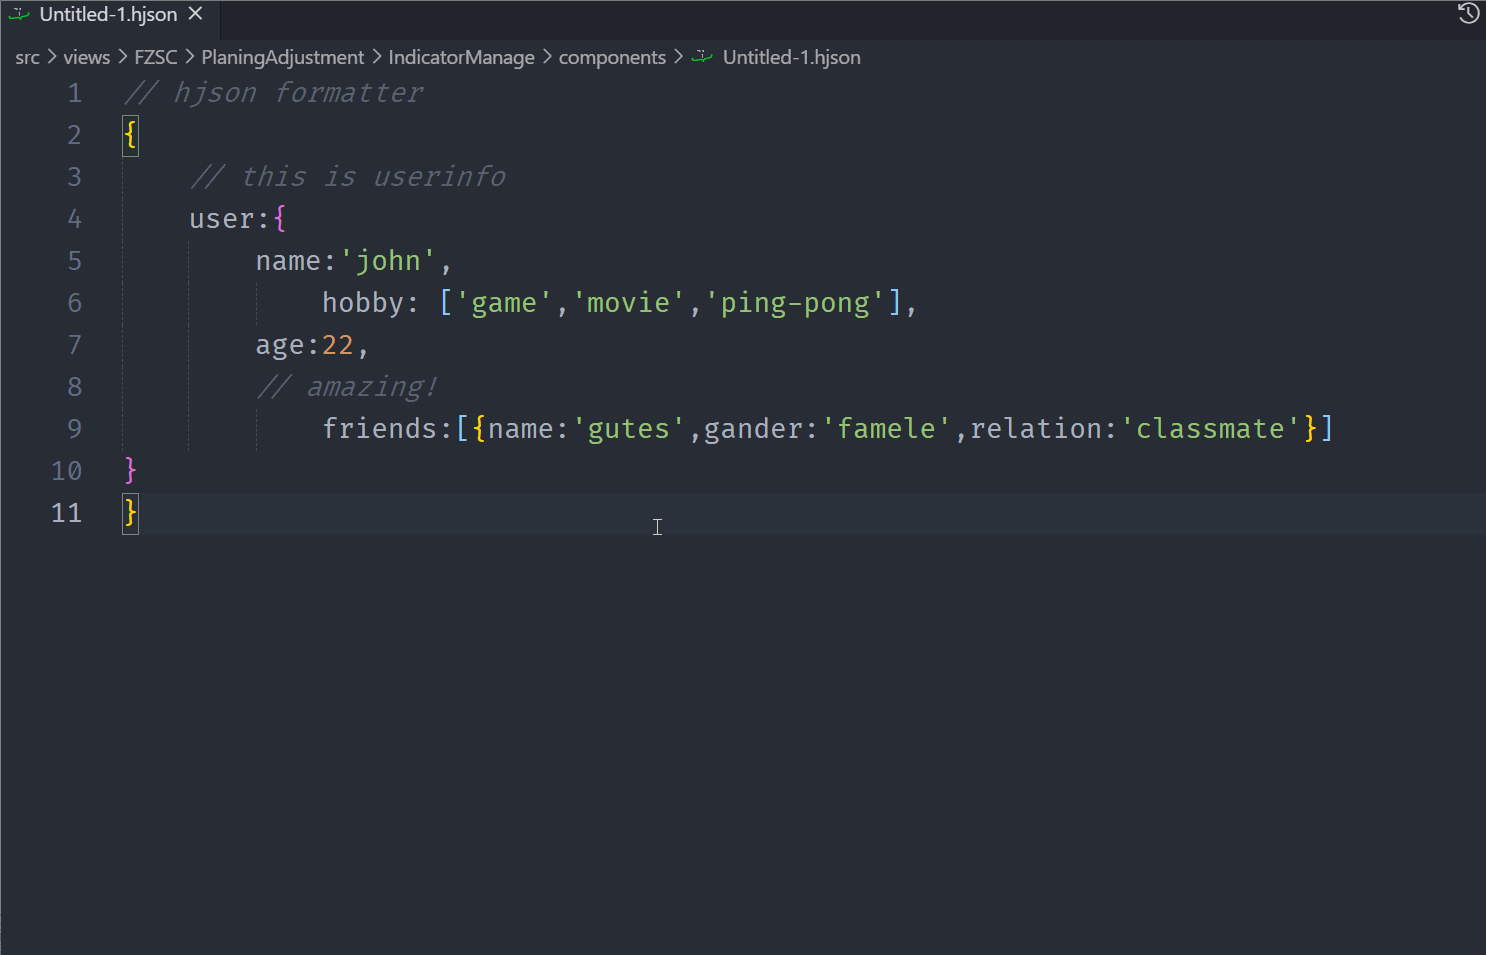 Untitled-1.hjson
src > views > FZSC > PlaningAdjustment > IndicatorManage > components > Untitled-1.hjson
1 // hjson formatter
2 {
3 // this is userinfo
4 user:{
5 name:'john',
6 hobby: ['game','movie','ping-pong'],
7 age:22,
8 // amazing!
9 friends:[{name:'gutes',gander:'famele',relation:'classmate'}]
10 }
11 }